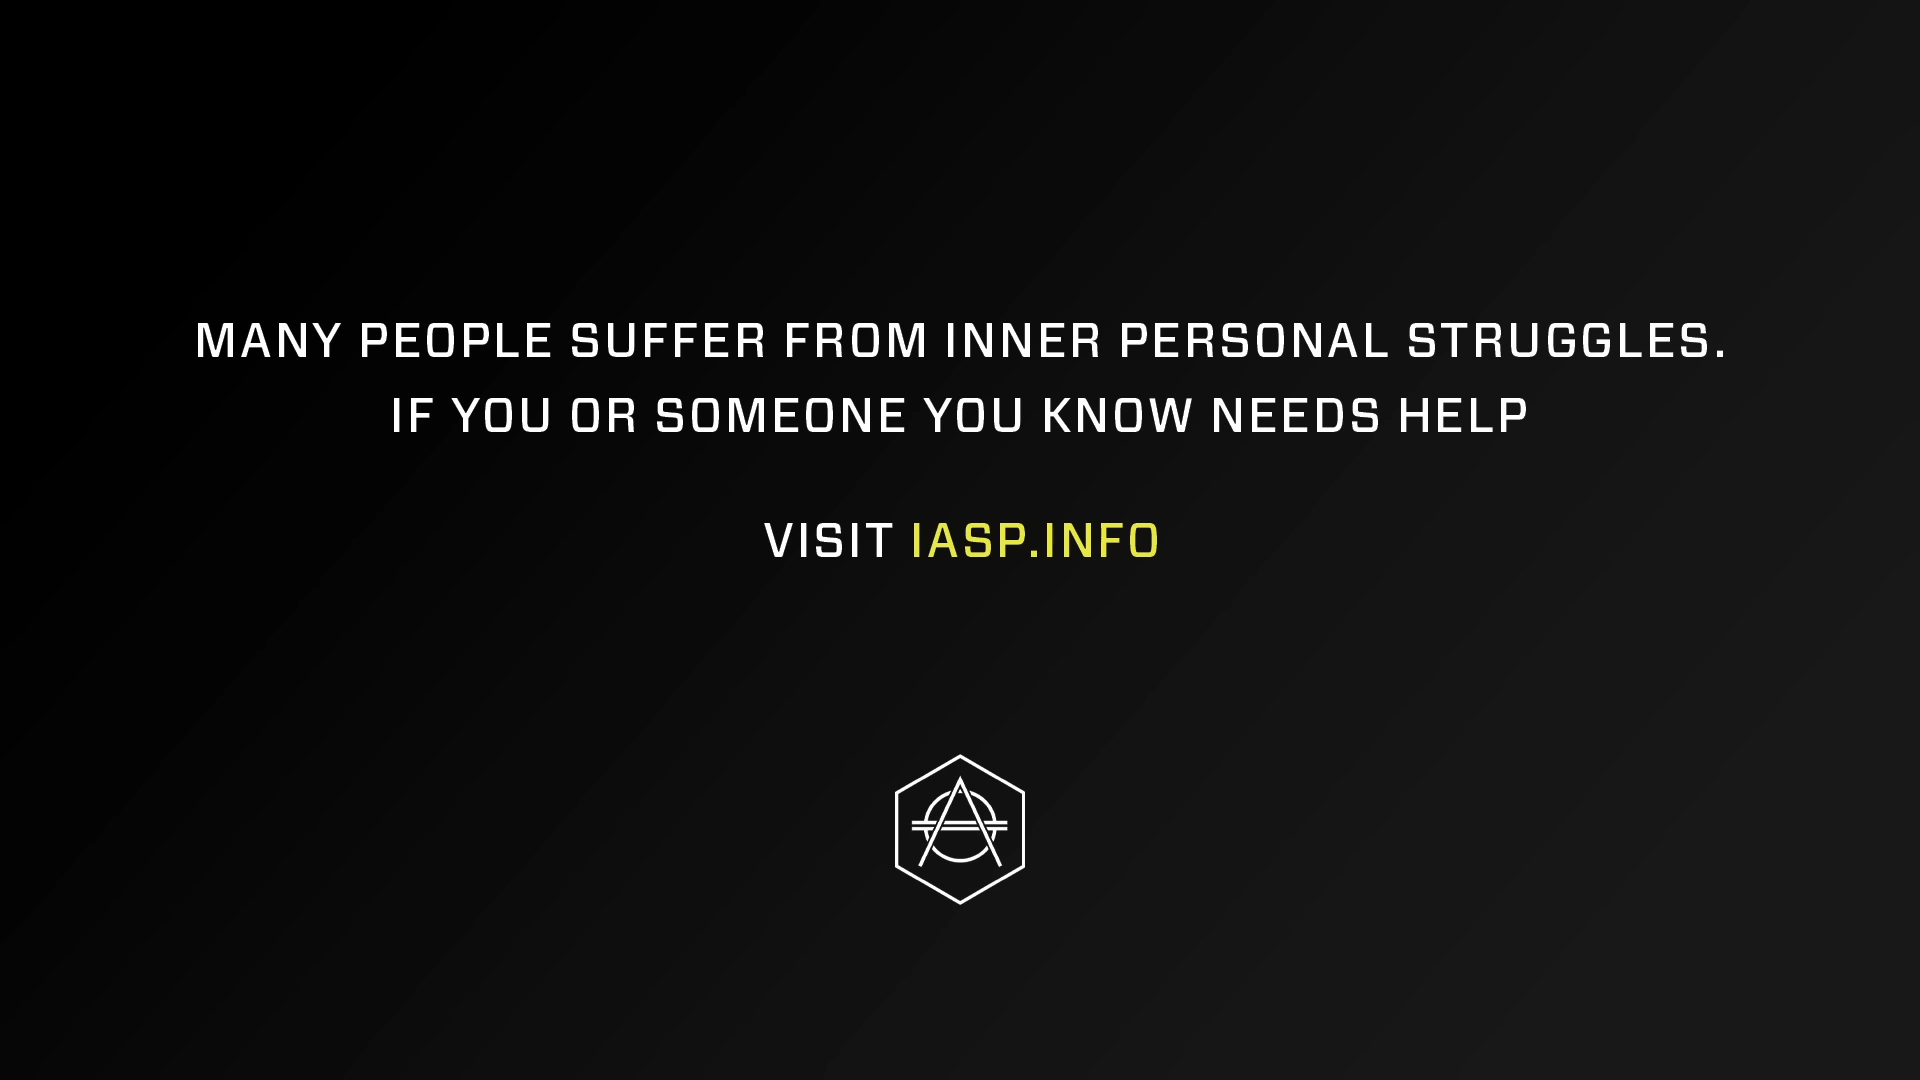 MANY PEOPLE SUFFER FROM INNER PERSONAL STRUGGLES.
IF YOU OR SOMEONE YOU KNOW NEEDS HELP
VISIT IASP.INFO